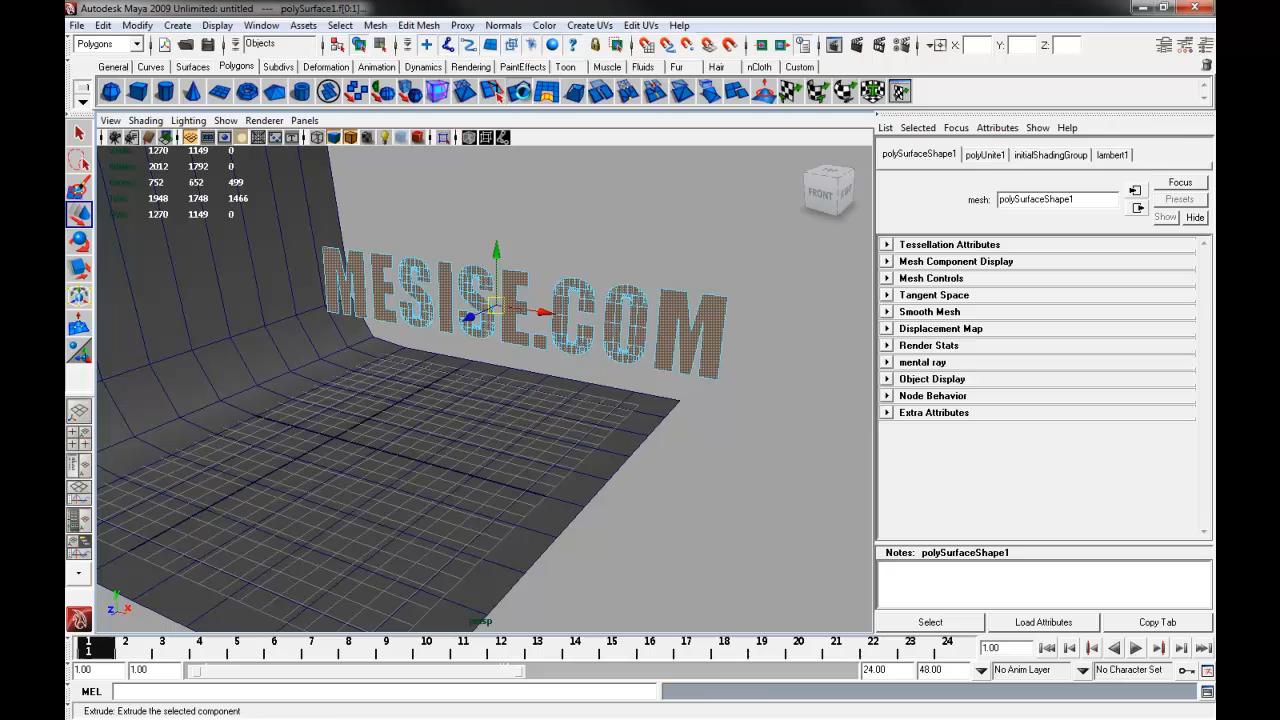 Autodesk Maya 2009 Unlimited: untitled --- polySurface1.f[0:1]...
File Edit Modify Create Display Window Assets Select Mesh Edit Mesh Proxy Normals Color Create UVs Edit UVs Help
Polygons Objects X: Y: Z:
General Curves Surfaces Polygons Subdivs Deformation Animation Dynamics Rendering PaintEffects Toon Muscle Fluids Fur Hair nCloth Custom
View Shading Lighting Show Renderer Panels
List Selected Focus Attributes Show Help
1270 1149 0
2012 1792 0
752 652 499
1948 1748 1466
1270 1149 0
FRONT
polySurfaceShape1 polyUnite1 initialShadingGroup lambert1
mesh: polySurfaceShape1
Focus
Presets
Show Hide
Tessellation Attributes
Mesh Component Display
Mesh Controls
Tangent Space
Smooth Mesh
Displacement Map
Render Stats
mental ray
Object Display
Node Behavior
Extra Attributes
MESISE.COM
Notes: polySurfaceShape1
Select Load Attributes Copy Tab
y
z x
persp
1 2 3 4 5 6 7 8 9 10 11 12 13 14 15 16 17 18 19 20 21 22 23 24 1.00
1
1.00 1.00 24.00 48.00 No Anim Layer No Character Set
MEL
Extrude: Extrude the selected component